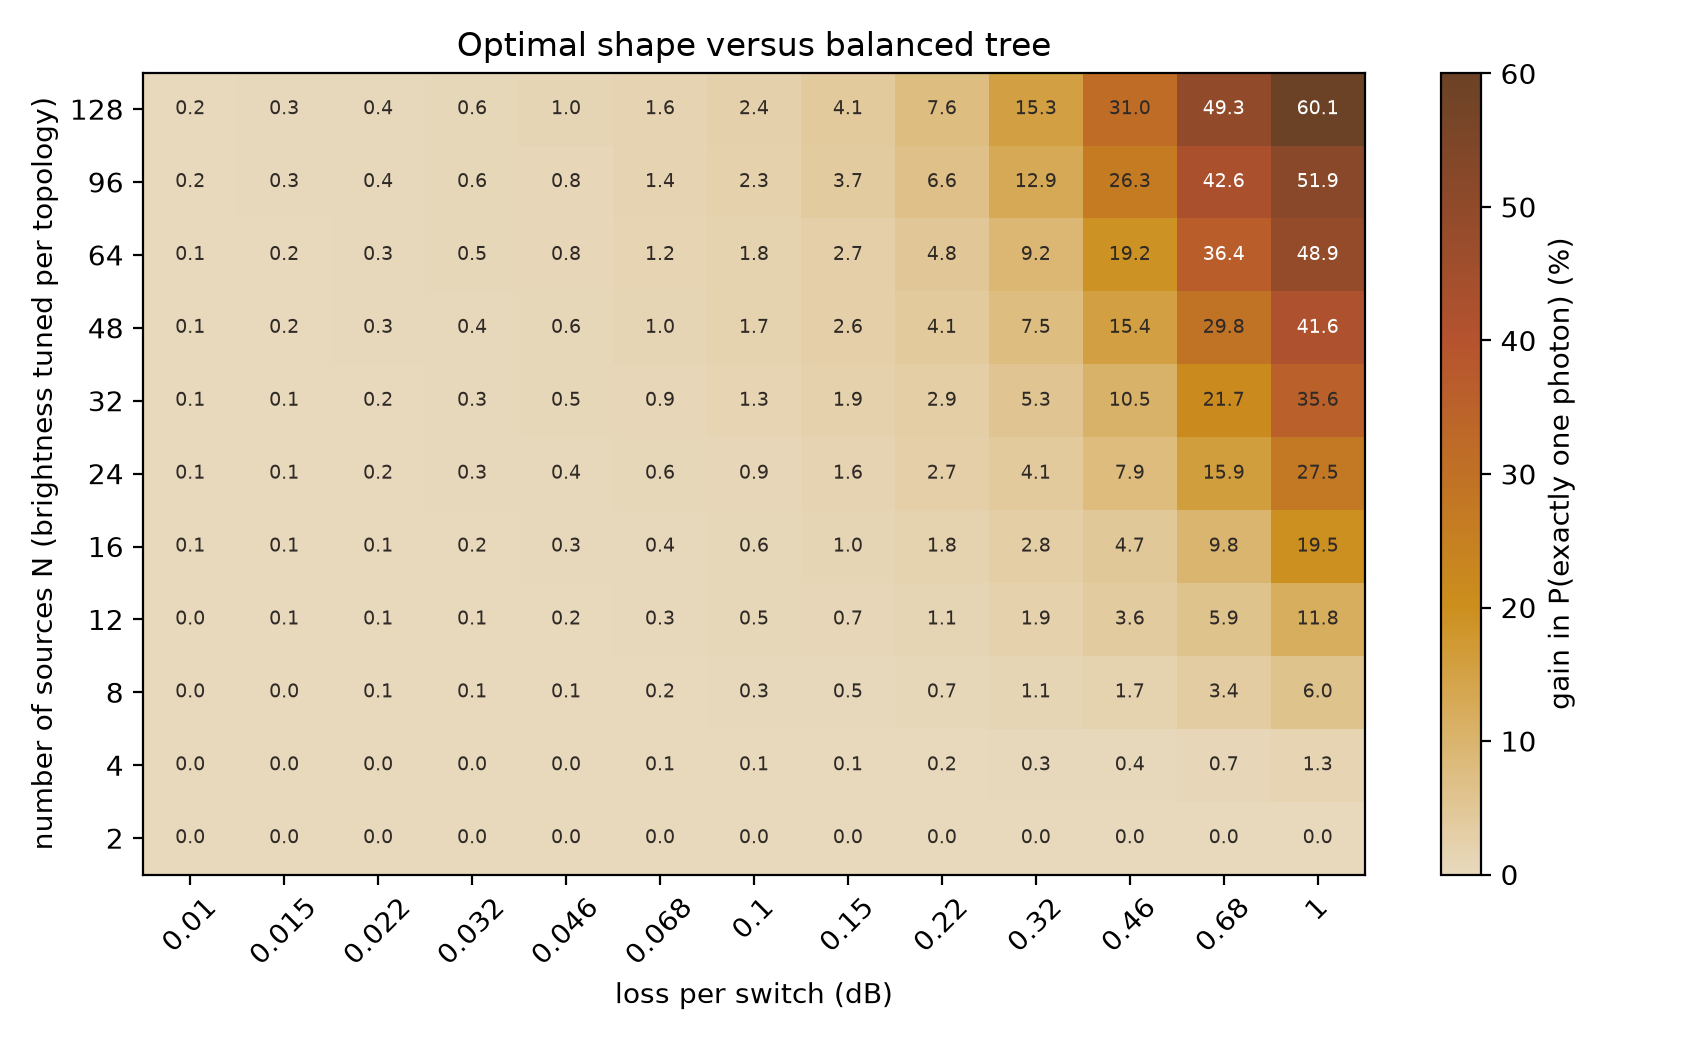 Optimal shape versus balanced tree
number of sources N (brightness tuned per topology)
128 0.2 0.3 0.4 0.6 1.0 1.6 2.4 4.1 7.6 15.3 31.0 49.3 60.1
96 0.2 0.3 0.4 0.6 0.8 1.4 2.3 3.7 6.6 12.9 26.3 42.6 51.9
64 0.1 0.2 0.3 0.5 0.8 1.2 1.8 2.7 4.8 9.2 19.2 36.4 48.9
48 0.1 0.2 0.3 0.4 0.6 1.0 1.7 2.6 4.1 7.5 15.4 29.8 41.6
32 0.1 0.1 0.2 0.3 0.5 0.9 1.3 1.9 2.9 5.3 10.5 21.7 35.6
24 0.1 0.1 0.2 0.3 0.4 0.6 0.9 1.6 2.7 4.1 7.9 15.9 27.5
16 0.1 0.1 0.1 0.2 0.3 0.4 0.6 1.0 1.8 2.8 4.7 9.8 19.5
12 0.0 0.1 0.1 0.1 0.2 0.3 0.5 0.7 1.1 1.9 3.6 5.9 11.8
8 0.0 0.0 0.1 0.1 0.1 0.2 0.3 0.5 0.7 1.1 1.7 3.4 6.0
4 0.0 0.0 0.0 0.0 0.0 0.1 0.1 0.1 0.2 0.3 0.4 0.7 1.3
2 0.0 0.0 0.0 0.0 0.0 0.0 0.0 0.0 0.0 0.0 0.0 0.0 0.0
0.01 0.015 0.022 0.032 0.046 0.068 0.1 0.15 0.22 0.32 0.46 0.68 1
loss per switch (dB)
60
50
40
30
20
10
0
gain in P(exactly one photon) (%)